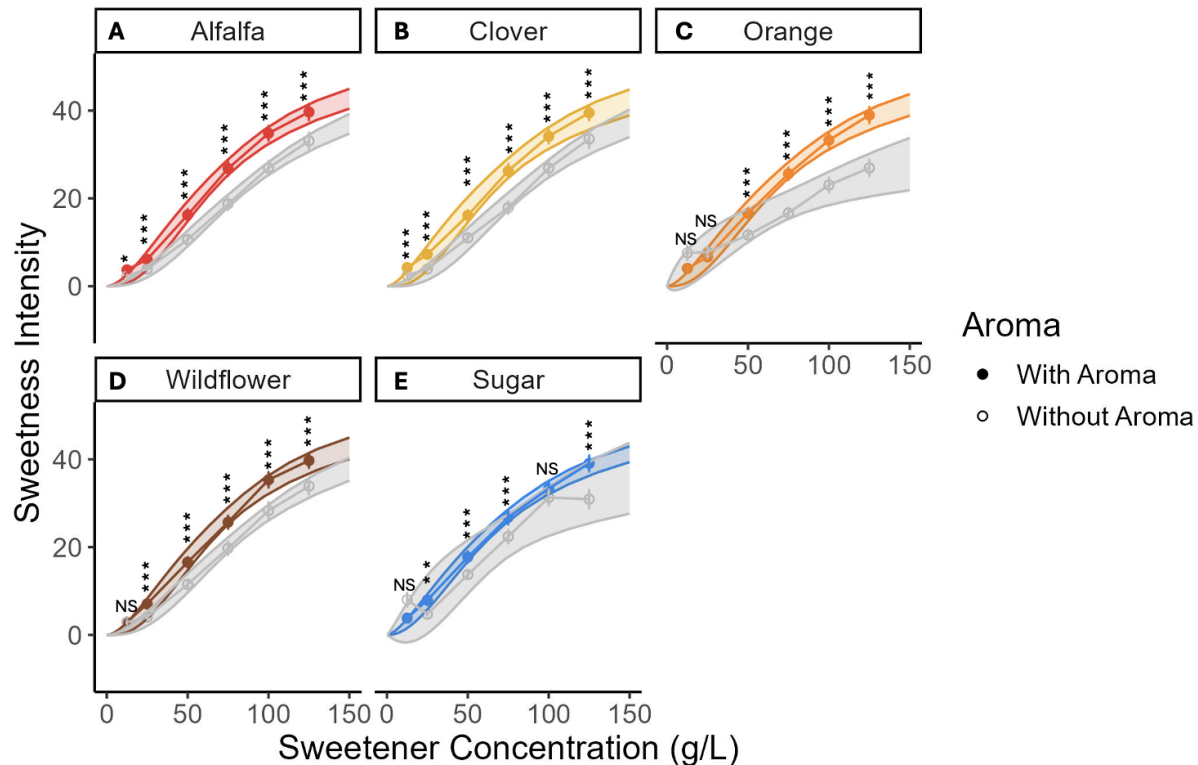 A Alfalfa
B Clover
C Orange
Sweetness Intensity
40
20
0
* *** *** *** *** ***
*** *** *** *** *** ***
NS NS *** *** *** ***
0 50 100 150
D Wildflower
E Sugar
40
20
0
NS *** *** *** *** ***
NS ** *** *** NS ***
0 50 100 150
0 50 100 150
Sweetener Concentration (g/L)
Aroma
With Aroma
Without Aroma